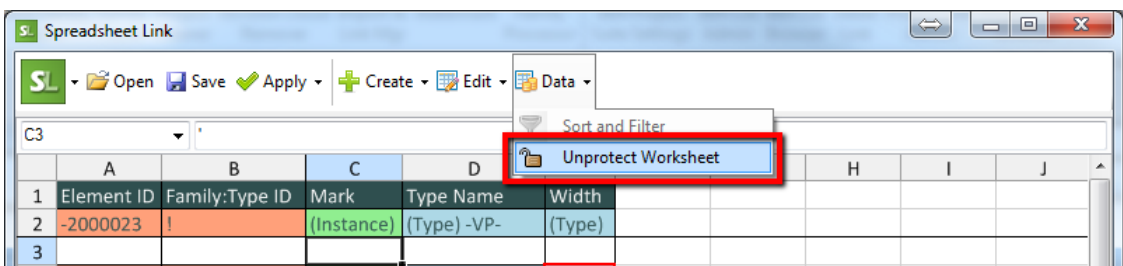 SL Spreadsheet Link
SL Open Save Apply Create Edit Data
Sort and Filter
C3 '
Unprotect Worksheet
A B C D H I J
1 Element ID Family:Type ID Mark Type Name Width
2 -2000023 ! (Instance) (Type) -VP- (Type)
3